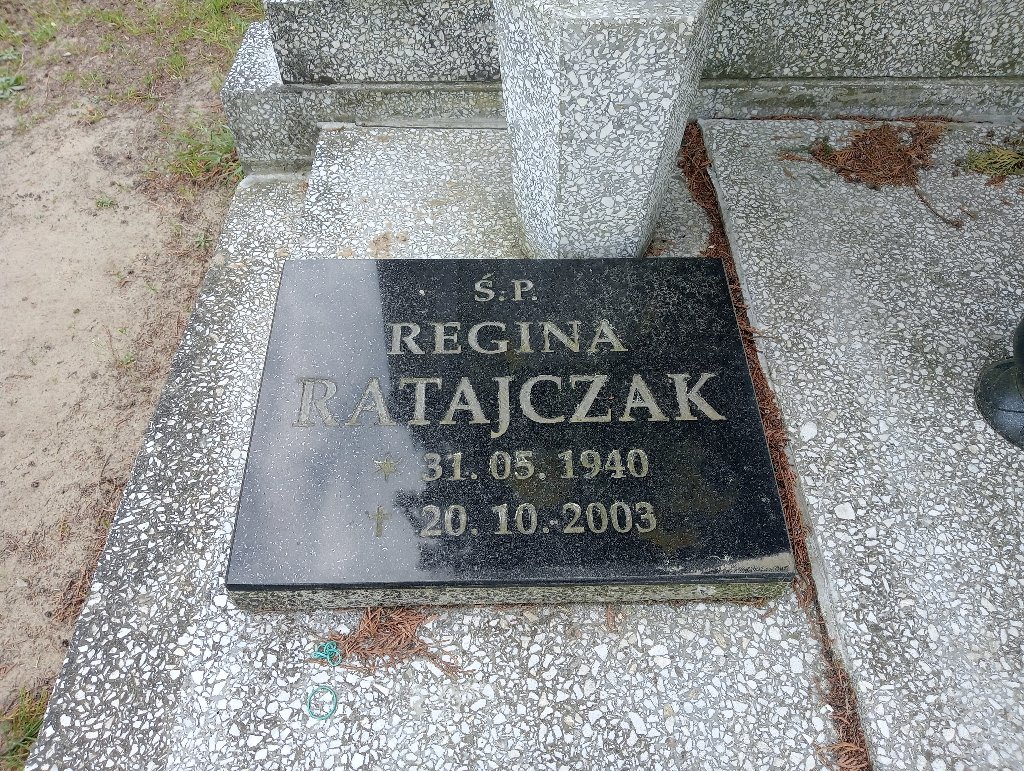 Ś.P.
REGINA
RATAJCZAK
* 31. 05. 1940
† 20. 10. 2003